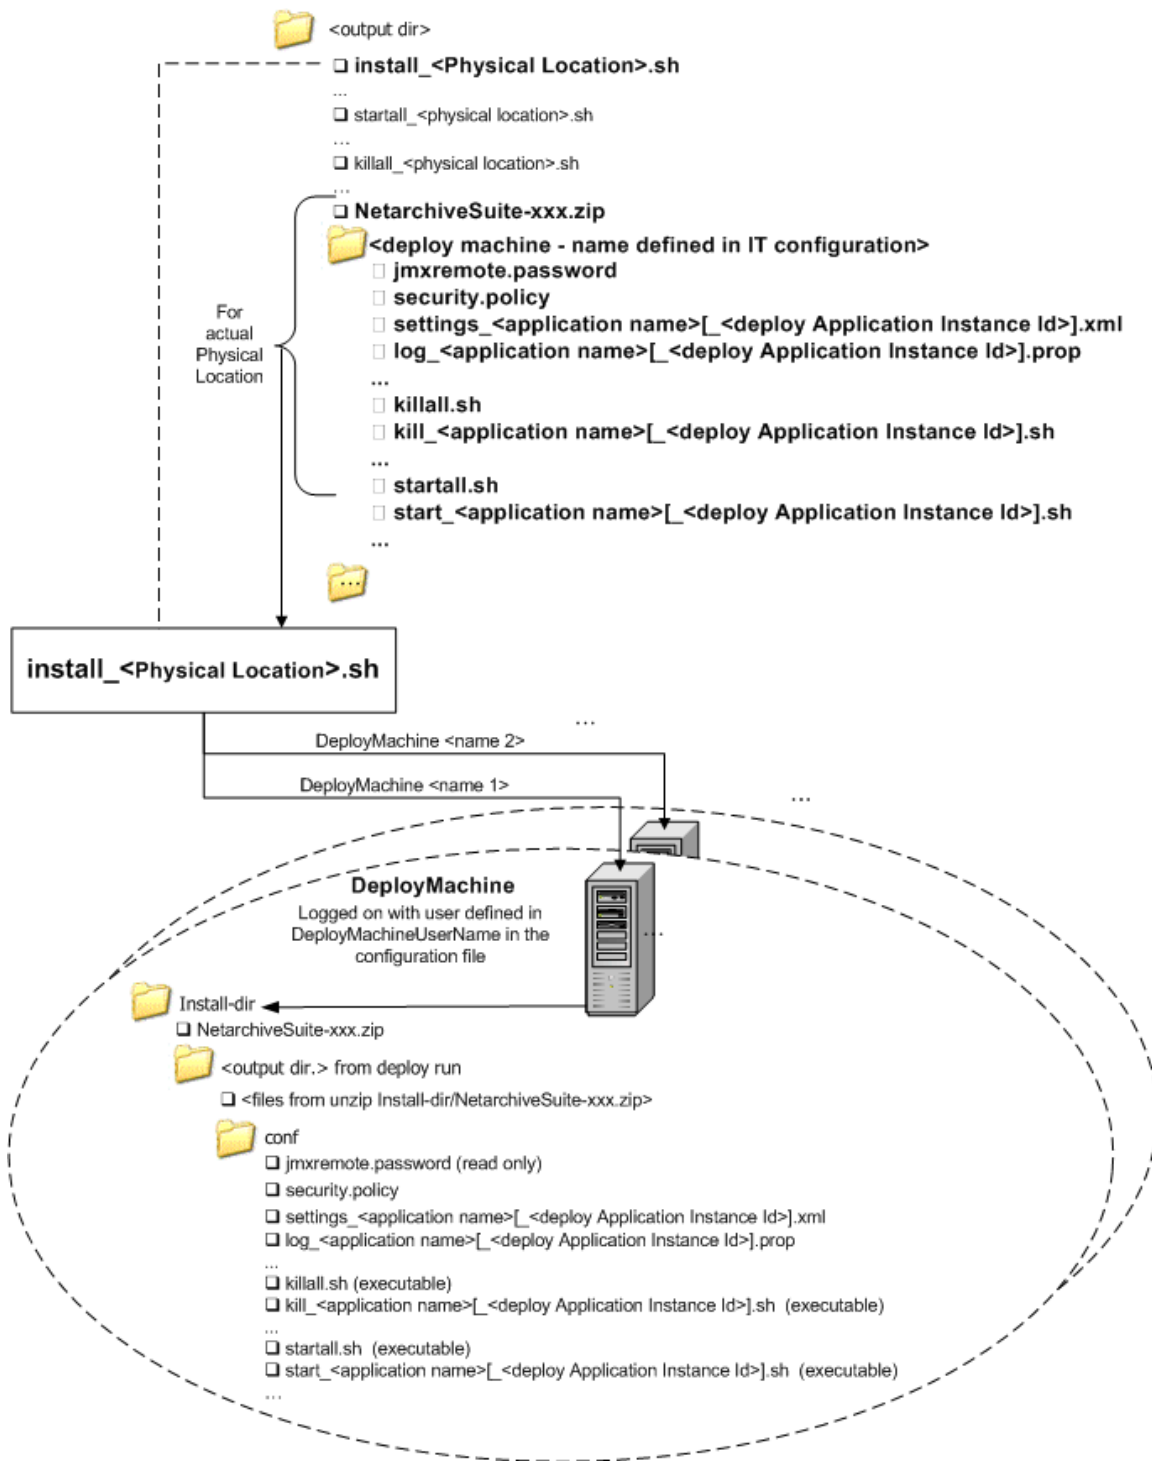 <output dir>
install_<Physical Location>.sh
...
startall_<physical location>.sh
...
killall_<physical location>.sh
...
NetarchiveSuite-xxx.zip
<deploy machine - name defined in IT configuration>
jmxremote.password
security.policy
settings_<application name>[_<deploy Application Instance Id>].xml
log_<application name>[_<deploy Application Instance Id>].prop
...
killall.sh
kill_<application name>[_<deploy Application Instance Id>].sh
...
startall.sh
start_<application name>[_<deploy Application Instance Id>].sh
...
...
For
actual
Physical
Location
install_<Physical Location>.sh
...
DeployMachine <name 2>
DeployMachine <name 1>
...
DeployMachine
Logged on with user defined in
DeployMachineUserName in the
configuration file
...
Install-dir
NetarchiveSuite-xxx.zip
<output dir.> from deploy run
<files from unzip Install-dir/NetarchiveSuite-xxx.zip>
conf
jmxremote.password (read only)
security.policy
settings_<application name>[_<deploy Application Instance Id>].xml
log_<application name>[_<deploy Application Instance Id>].prop
...
killall.sh (executable)
kill_<application name>[_<deploy Application Instance Id>].sh (executable)
...
startall.sh (executable)
start_<application name>[_<deploy Application Instance Id>].sh (executable)
...